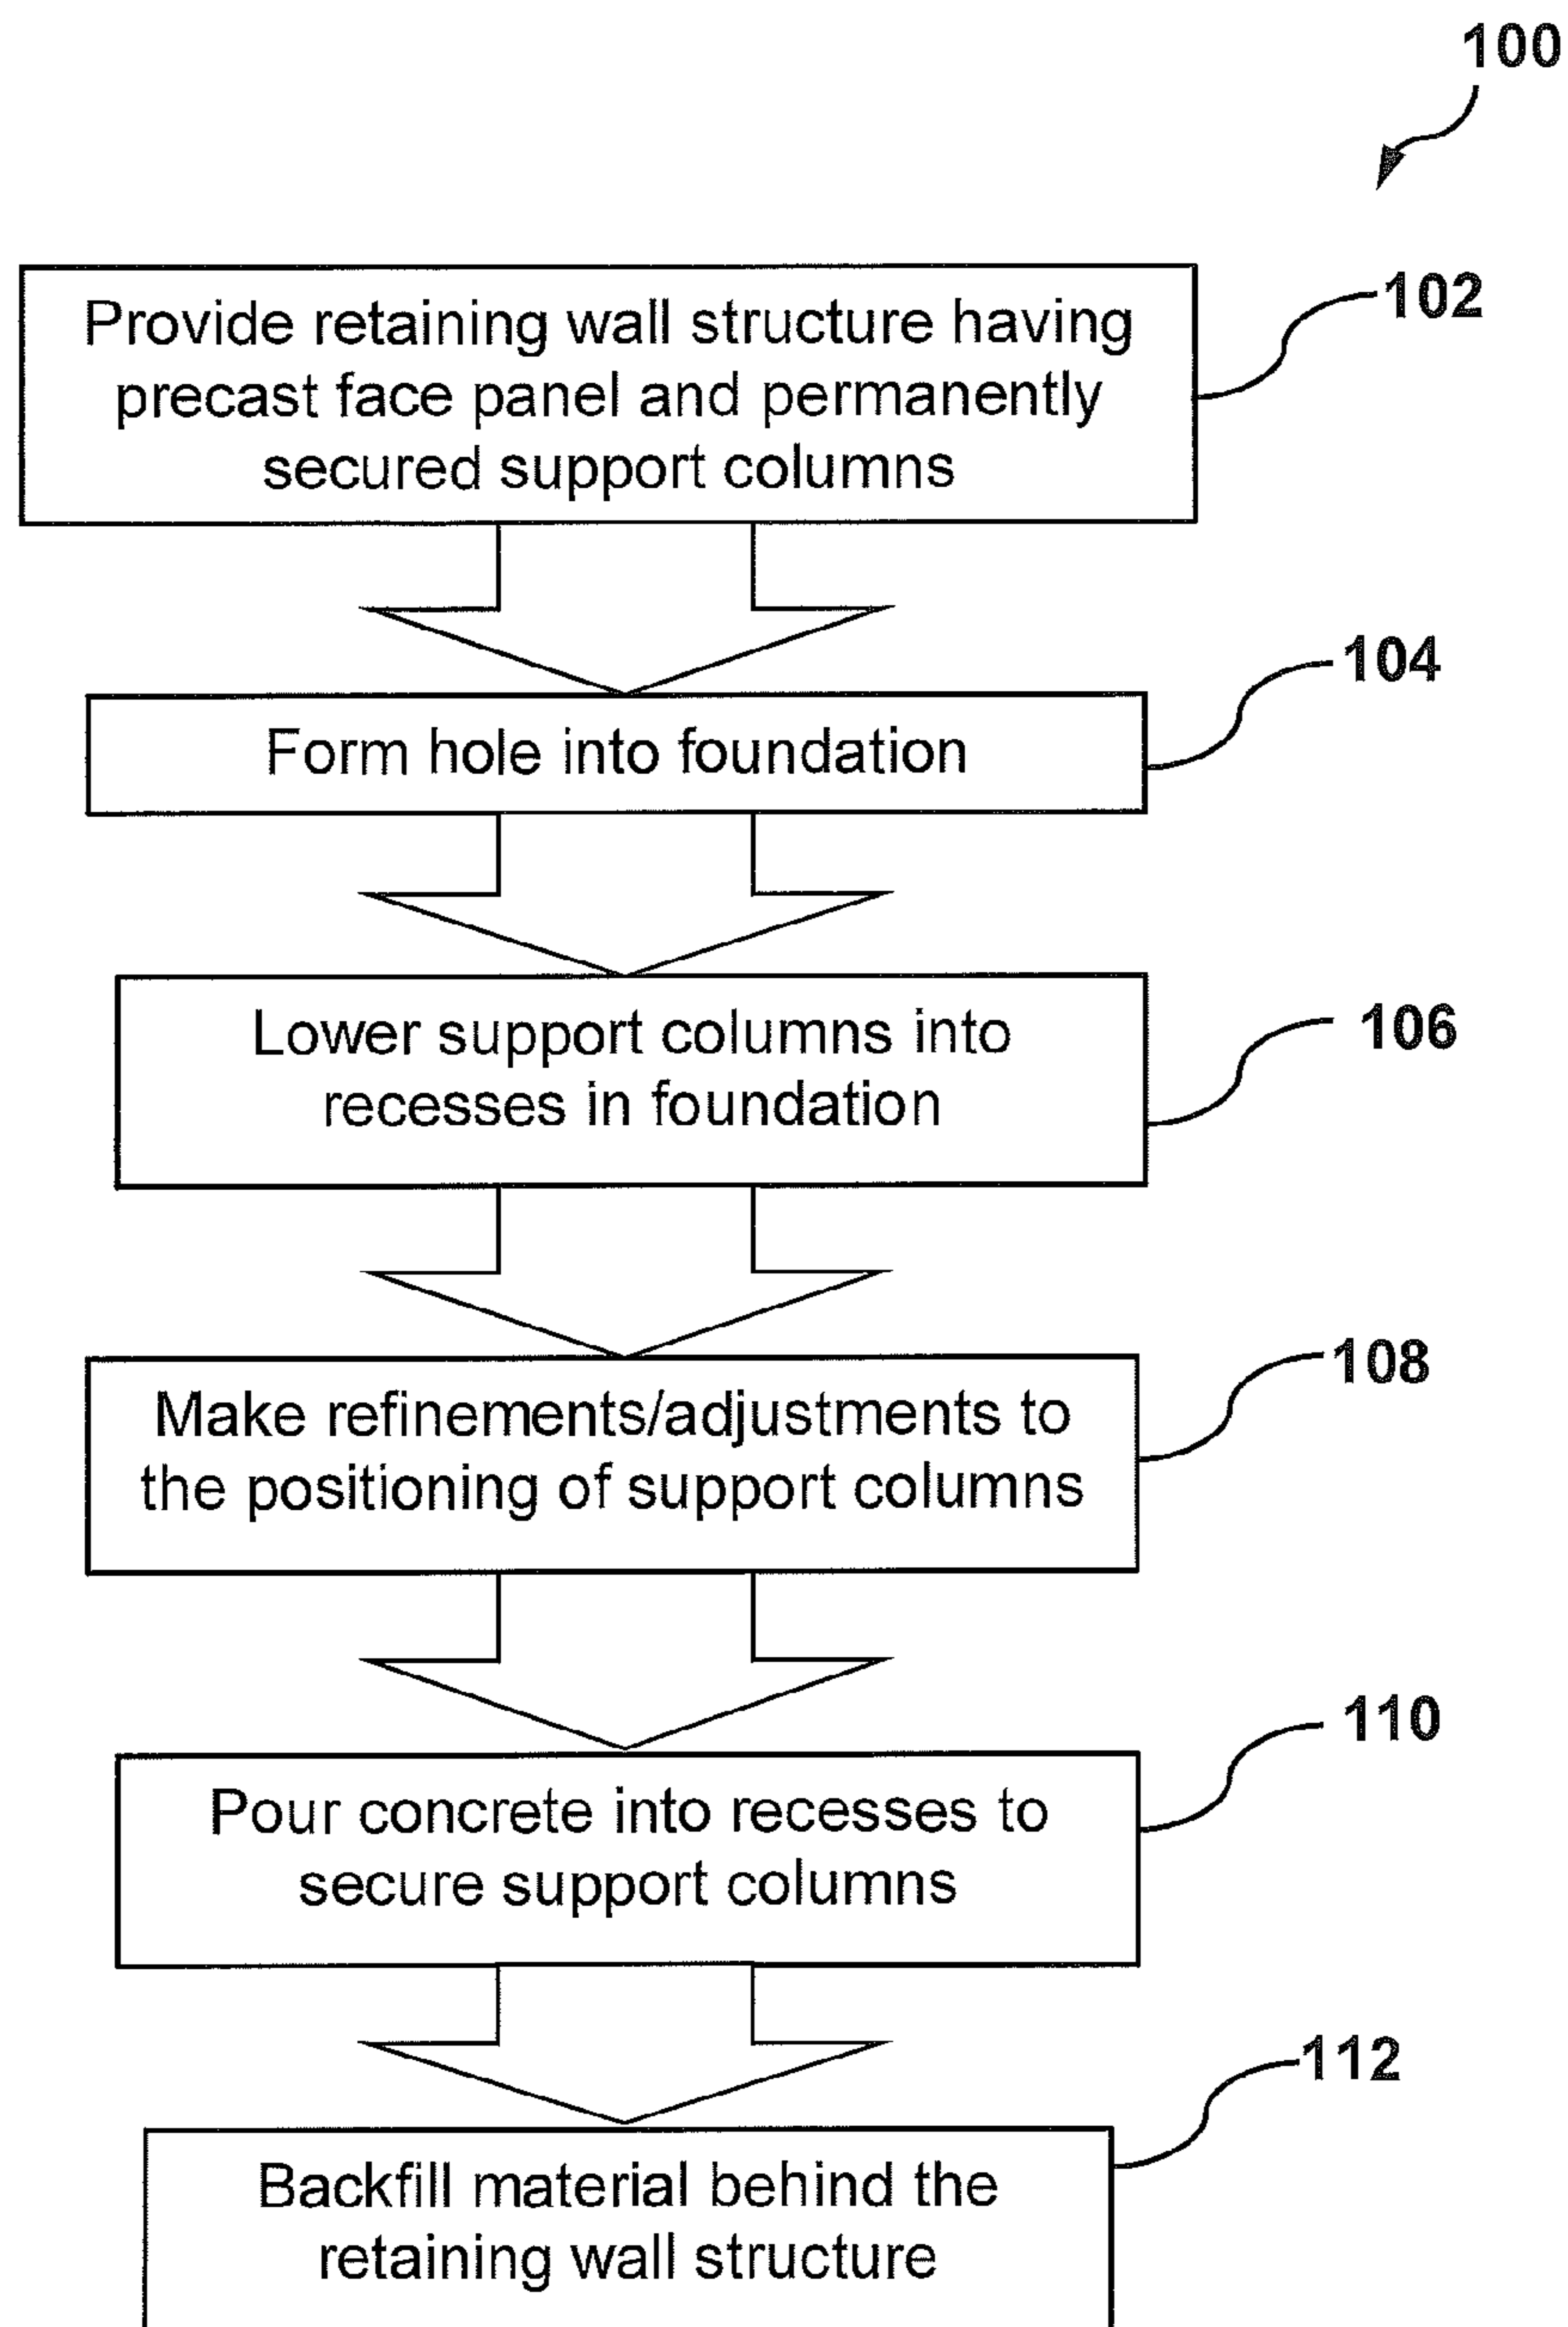 100
Provide retaining wall structure having
precast face panel and permanently
secured support columns
102
Form hole into foundation
104
Lower support columns into
recesses in foundation
106
Make refinements/adjustments to
the positioning of support columns
108
Pour concrete into recesses to
secure support columns
110
Backfill material behind the
retaining wall structure
112